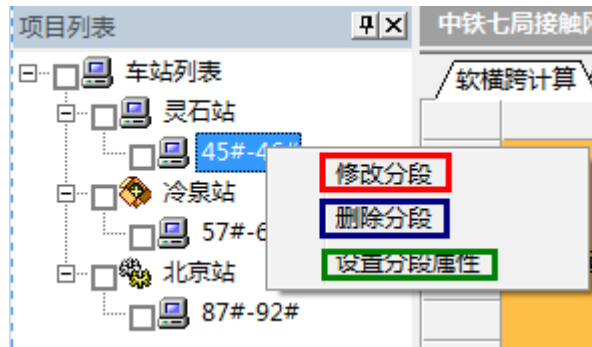 项目列表
中铁七局接触
车站列表
软横跨计算
灵石站
45#-46#
修改分段
冷泉站
删除分段
57#-6
设置分段属性
北京站
87#-92#